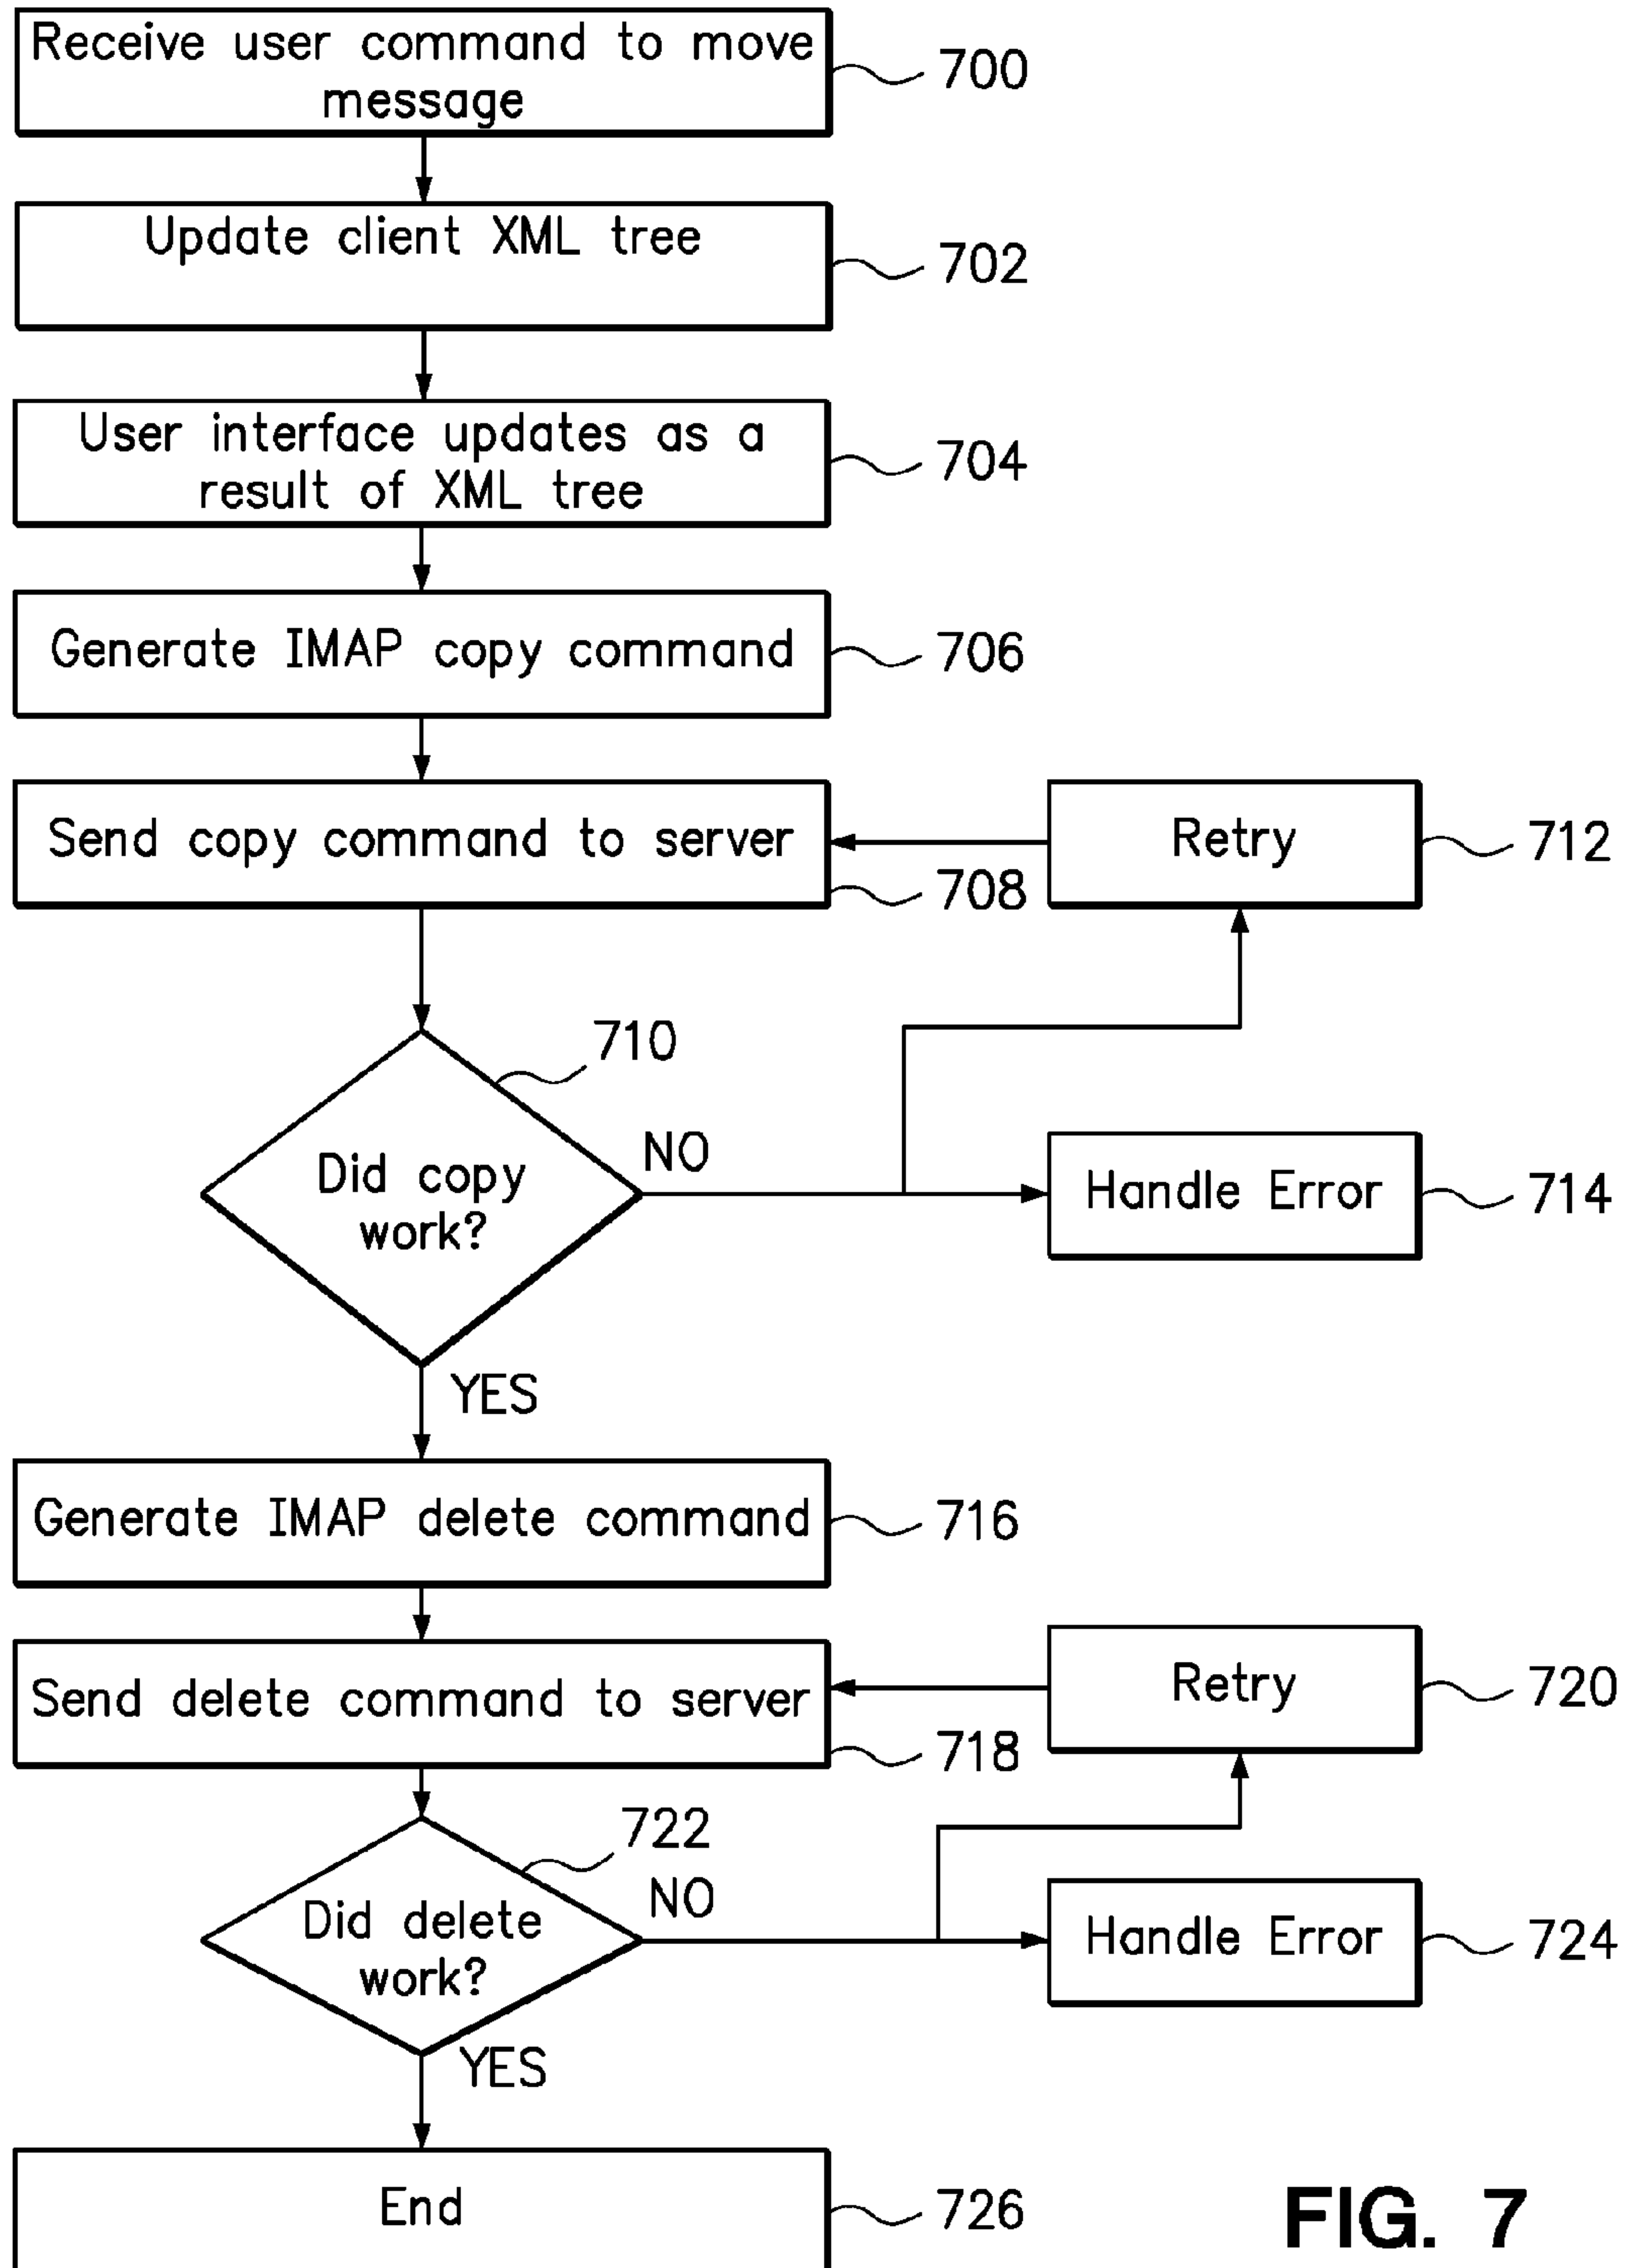 Receive user command to move
message
700
Update client XML tree
702
User interface updates as a
result of XML tree
704
Generate IMAP copy command
706
Send copy command to server
708
Retry
712
710
Did copy
work?
NO
Handle Error
714
YES
Generate IMAP delete command
716
Send delete command to server
718
Retry
720
722
Did delete
work?
NO
Handle Error
724
YES
End
726
FIG. 7